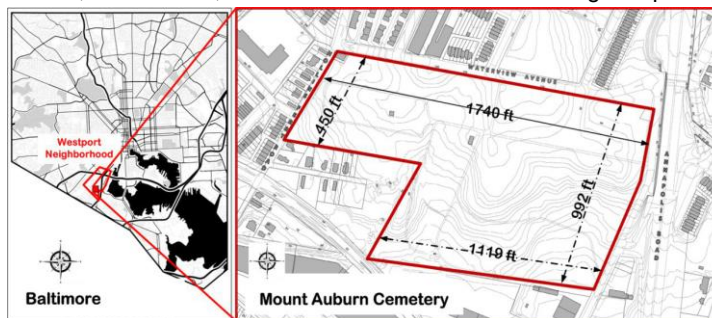 WATERVIEW AVENUE
1740 ft
450 ft
Westport
Neighborhood
ANNAPOLIS ROAD
992 ft
1119 ft
Baltimore
Mount Auburn Cemetery